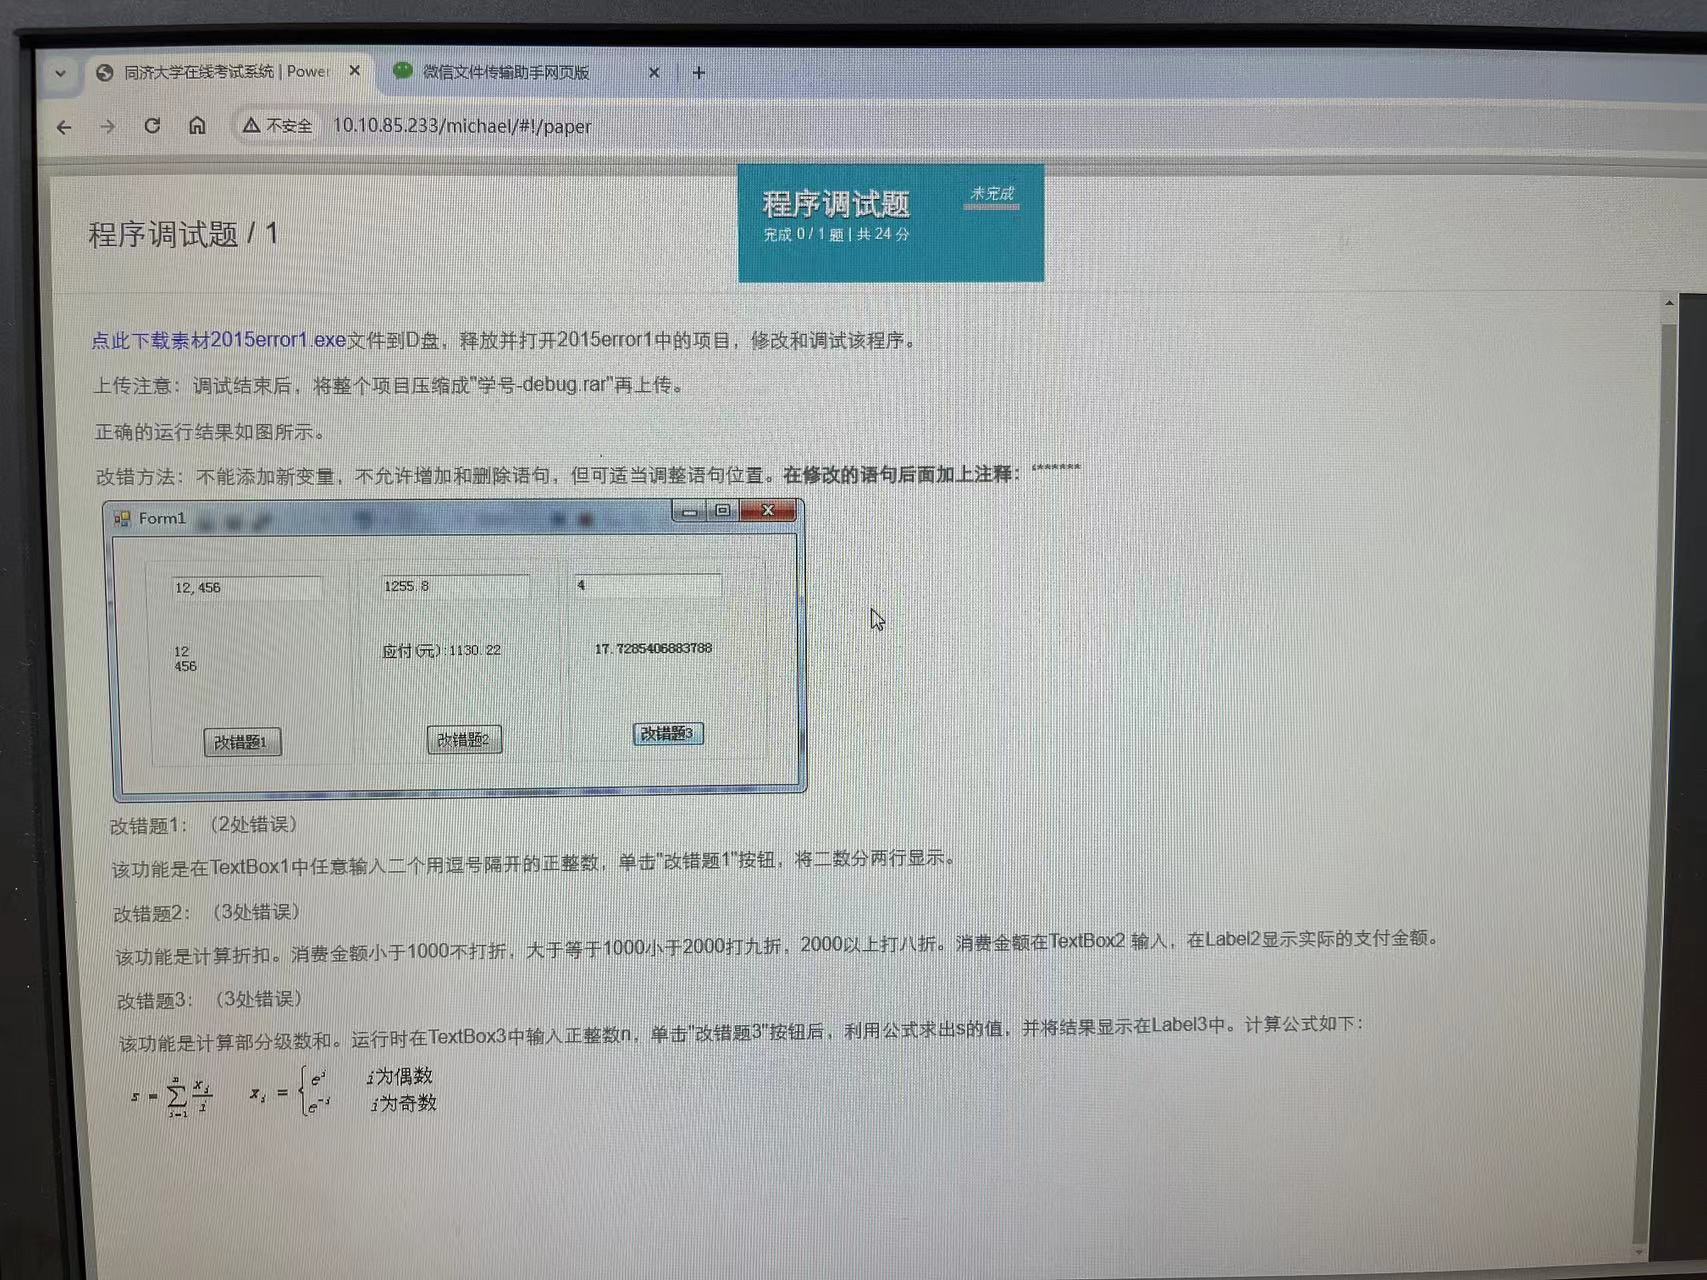 同济大学在线考试系统 | Power
微信文件传输助手网页版
不安全
10.10.85.233/michael/#!/paper
程序调试题 / 1
程序调试题
未完成
完成 0 / 1 题 | 共 24 分
点此下载素材2015error1.exe文件到D盘，释放并打开2015error1中的项目，修改和调试该程序。
上传注意：调试结束后，将整个项目压缩成"学号-debug.rar"再上传。
正确的运行结果如图所示。
改错方法：不能添加新变量，不允许增加和删除语句，但可适当调整语句位置。在修改的语句后面加上注释：'*******
Form1
12,456
1255.8
4
12
456
应付(元):1130.22
17.7285406883788
改错题1
改错题2
改错题3
改错题1：（2处错误）
该功能是在TextBox1中任意输入二个用逗号隔开的正整数，单击"改错题1"按钮，将二数分两行显示。
改错题2：（3处错误）
该功能是计算折扣。消费金额小于1000不打折，大于等于1000小于2000打九折，2000以上打八折。消费金额在TextBox2 输入，在Label2显示实际的支付金额。
改错题3：（3处错误）
该功能是计算部分级数和。运行时在TextBox3中输入正整数n，单击"改错题3"按钮后，利用公式求出s的值，并将结果显示在Label3中。计算公式如下：
s = ∑ x_i / i (i=1 到 n)  x_i = { e^i  i为偶数
e^-i  i为奇数